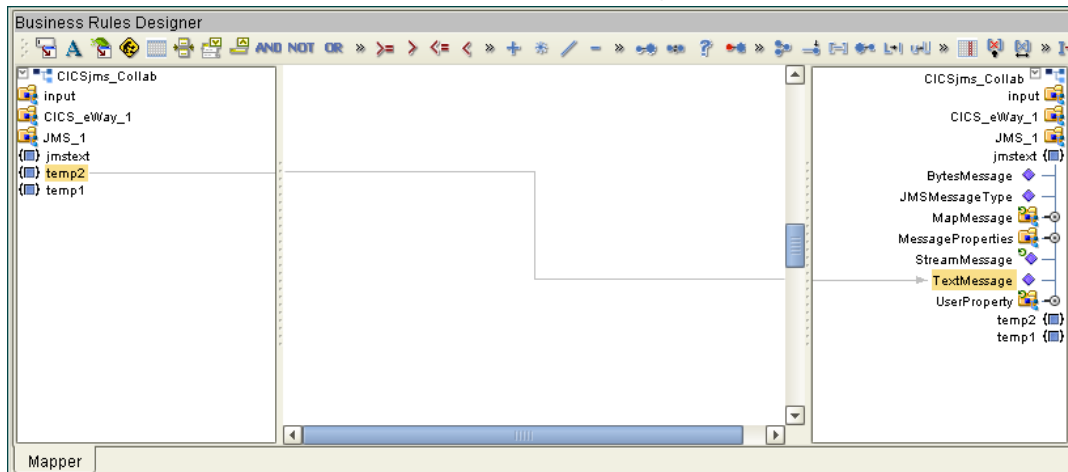 Business Rules Designer
A AND NOT OR » >= > <= < » + * / - » ? » »
CICSjms_Collab
input
CICS_eWay_1
JMS_1
{} jmstext
{} temp2
{} temp1
CICSjms_Collab
input
CICS_eWay_1
JMS_1
jmstext {}
BytesMessage
JMSMessageType
MapMessage
MessageProperties
StreamMessage
TextMessage
UserProperty
temp2 {}
temp1 {}
Mapper